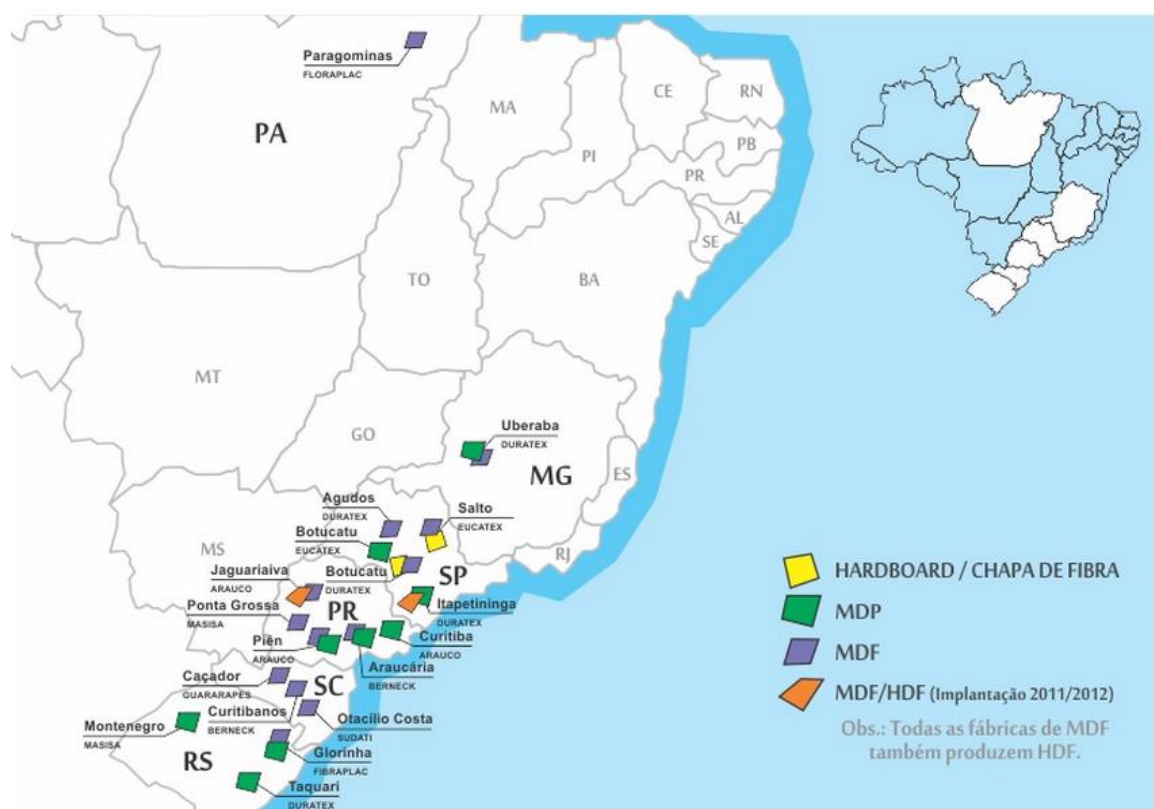 Paragominas
FLORAPLAC
PA
MA
CE
RN
PI
PB
PR
AL
SE
TO
BA
MT
GO
Uberaba
DURATEX
MG
ES
Agudos
DURATEX
Salto
EUCATEX
Botucatu
EUCATEX
MS
RJ
Jaguariaiva
ARAUCO
Botucatu
DURATEX
SP
Ponta Grossa
MASISA
PR
Itapetininga
DURATEX
Piên
ARAUCO
Curitiba
ARAUCO
Araucária
BERNECK
Caçador
GUARARAPES
SC
Curitibanos
BERNECK
Otacílio Costa
SUDATI
Montenegro
MASISA
RS
Glorinha
FIBRAPLAC
Taquari
DURATEX
HARDBOARD / CHAPA DE FIBRA
MDP
MDF
MDF/HDF (Implantação 2011/2012)
Obs.: Todas as fábricas de MDF
também produzem HDF.